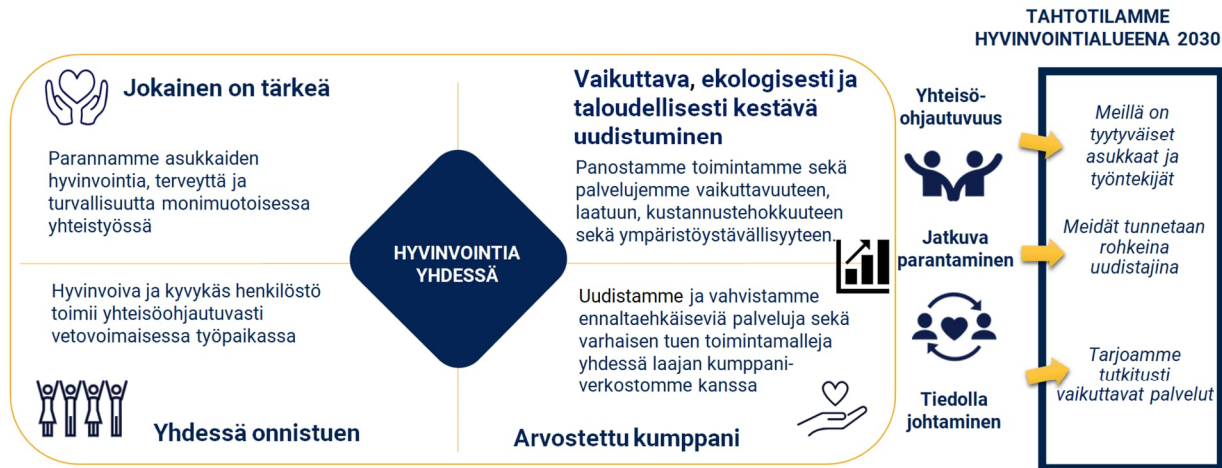 TAHTOTILAMME
HYVINVOINTIALUEENA 2030
Jokainen on tärkeä
Parannamme asukkaiden
hyvinvointia, terveyttä ja
turvallisuutta monimuotoisessa
yhteistyössä
Vaikuttava, ekologisesti ja
taloudellisesti kestävä
uudistuminen
Panostamme toimintamme sekä
palvelujemme vaikuttavuuteen,
laatuun, kustannustehokkuuteen
sekä ympäristöystävällisyyteen.
HYVINVOINTIA
YHDESSÄ
Hyvinvoiva ja kyvykäs henkilöstö
toimii yhteisöohjautuvasti
vetovoimaisessa työpaikassa
Yhdessä onnistuen
Uudistamme ja vahvistamme
ennaltaehkäiseviä palveluja sekä
varhaisen tuen toimintamalleja
yhdessä laajan kumppani-
verkostomme kanssa
Arvostettu kumppani
Yhteisö-
ohjautuvuus
Jatkuva
parantaminen
Tiedolla
johtaminen
Meillä on
tyytyväiset
asukkaat ja
työntekijät
Meidät tunnetaan
rohkeina
uudistajina
Tarjoamme
tutkitusti
vaikuttavat palvelut